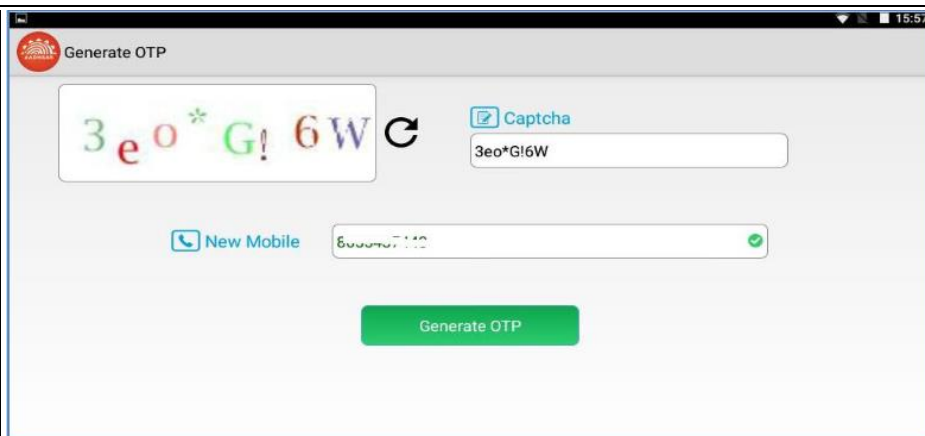 15:57
Generate OTP
3eo*G!6W
Captcha
3eo*G!6W
New Mobile
Generate OTP